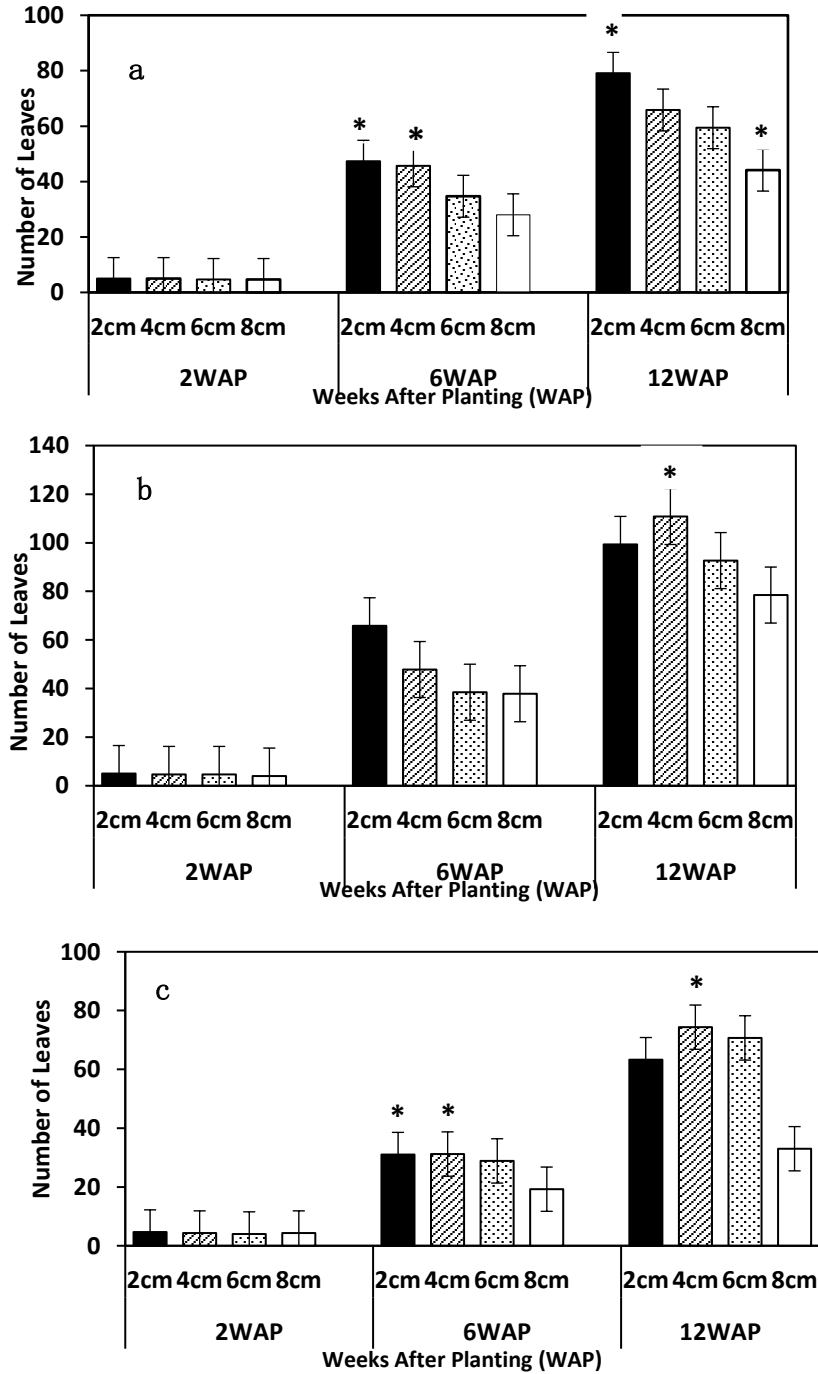 100
a
*
*
*
*
80
60
40
20
0
Number of Leaves
2cm 4cm 6cm 8cm 2cm 4cm 6cm 8cm 2cm 4cm 6cm 8cm
2WAP 6WAP 12WAP
Weeks After Planting (WAP)
140
b
*
120
100
80
60
40
20
0
Number of Leaves
2cm 4cm 6cm 8cm 2cm 4cm 6cm 8cm 2cm 4cm 6cm 8cm
2WAP 6WAP 12WAP
Weeks After Planting (WAP)
100
c
*
*
*
80
60
40
20
0
Number of Leaves
2cm 4cm 6cm 8cm 2cm 4cm 6cm 8cm 2cm 4cm 6cm 8cm
2WAP 6WAP 12WAP
Weeks After Planting (WAP)